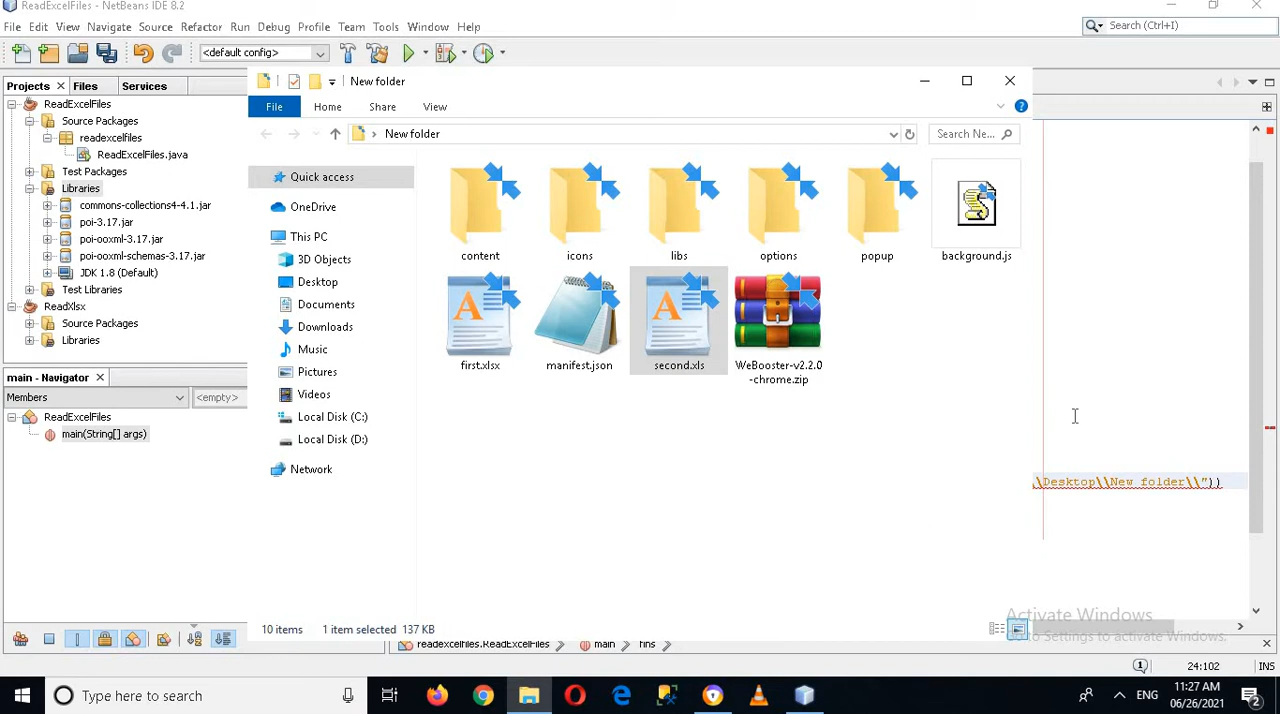 ReadExcelFiles - NetBeans IDE 8.2
File Edit View Navigate Source Refactor Run Debug Profile Team Tools Window Help
Search (Ctrl+I)
<default config>
Projects Files Services
ReadExcelFiles
Source Packages
readexcelfiles
ReadExcelFiles.java
Test Packages
Libraries
commons-collections4-4.1.jar
poi-3.17.jar
poi-ooxml-3.17.jar
poi-ooxml-schemas-3.17.jar
JDK 1.8 (Default)
Test Libraries
ReadXlsx
Source Packages
Libraries
main - Navigator
Members
<empty>
ReadExcelFiles
main(String[] args)
New folder
File Home Share View
New folder
Search Ne...
Quick access
OneDrive
This PC
3D Objects
Desktop
Documents
Downloads
Music
Pictures
Videos
Local Disk (C:)
Local Disk (D:)
Network
content
icons
libs
options
popup
background.js
first.xlsx
manifest.json
second.xls
WeBooster-v2.2.0
-chrome.zip
10 items 1 item selected 137 KB
\Desktop\\New folder\\"))
Activate Windows
Go to Settings to activate Windows.
readexcelfiles.ReadExcelFiles main fins
1
24:102 INS
Type here to search
ENG
11:27 AM
06/26/2021
2